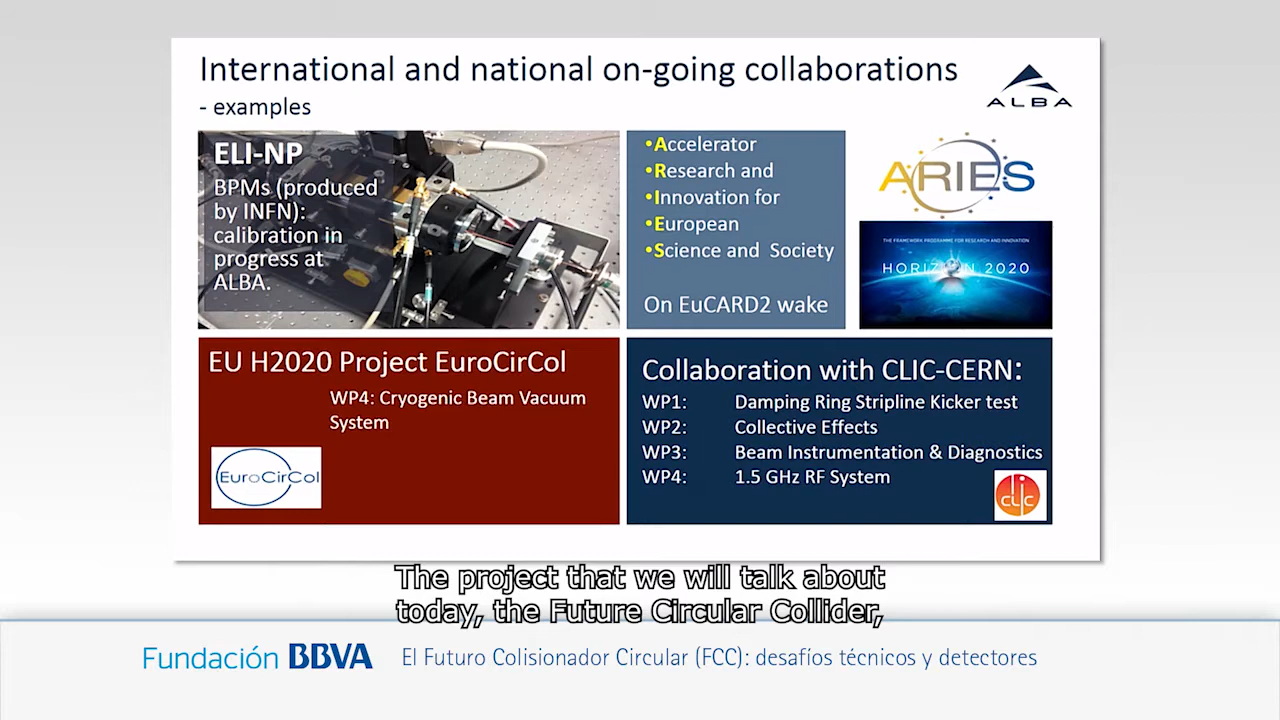 International and national on-going collaborations
- examples
ALBA
ELI-NP
BPMs (produced
by INFN):
calibration in
progress at
ALBA.
•Accelerator
•Research and
•Innovation for
•European
•Science and Society
On EuCARD2 wake
ARIES
THE FRAMEWORK PROGRAMME FOR RESEARCH AND INNOVATION
HORIZON 2020
EU H2020 Project EuroCirCol
WP4: Cryogenic Beam Vacuum
System
EuroCirCol
Collaboration with CLIC-CERN:
WP1: Damping Ring Stripline Kicker test
WP2: Collective Effects
WP3: Beam Instrumentation & Diagnostics
WP4: 1.5 GHz RF System
CLIC
The project that we will talk about
today, the Future Circular Collider,
Fundación BBVA El Futuro Colisionador Circular (FCC): desafíos técnicos y detectores